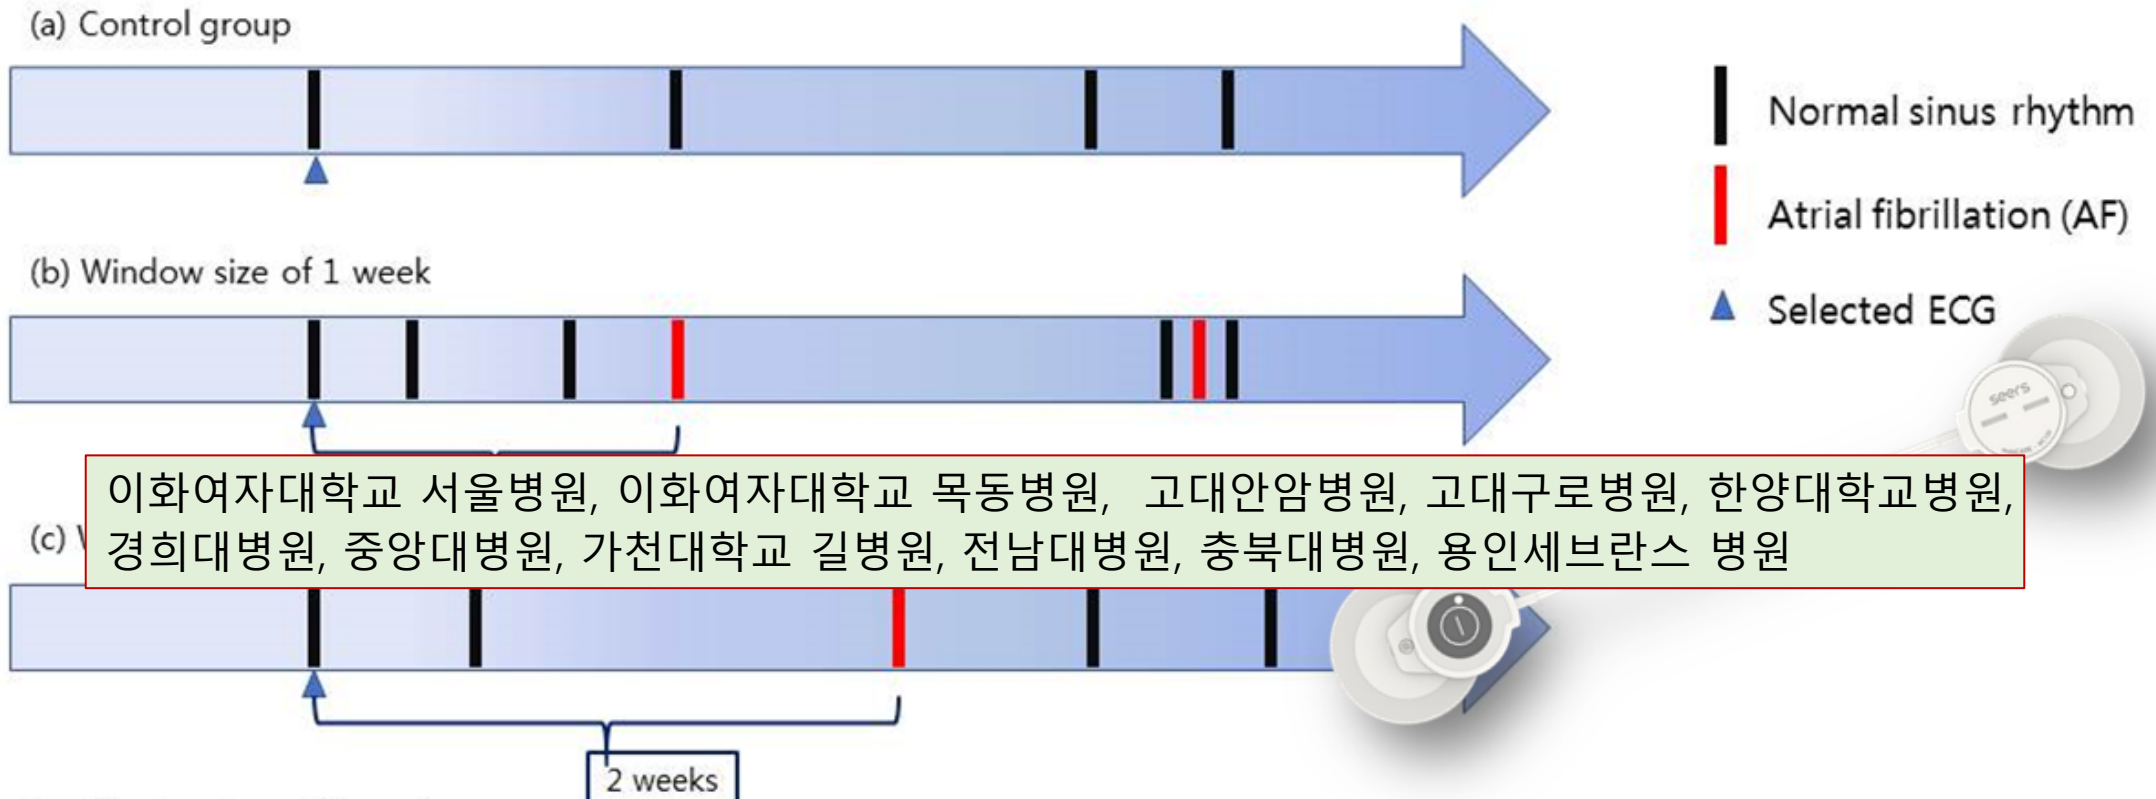 (a) Control group
Normal sinus rhythm
Atrial fibrillation (AF)
(b) Window size of 1 week
Selected ECG
seers
이화여자대학교 서울병원, 이화여자대학교 목동병원, 고대안암병원, 고대구로병원, 한양대학교병원,
(c)
경희대병원, 중앙대병원, 가천대학교 길병원, 전남대병원, 충북대병원, 용인세브란스 병원
2 weeks